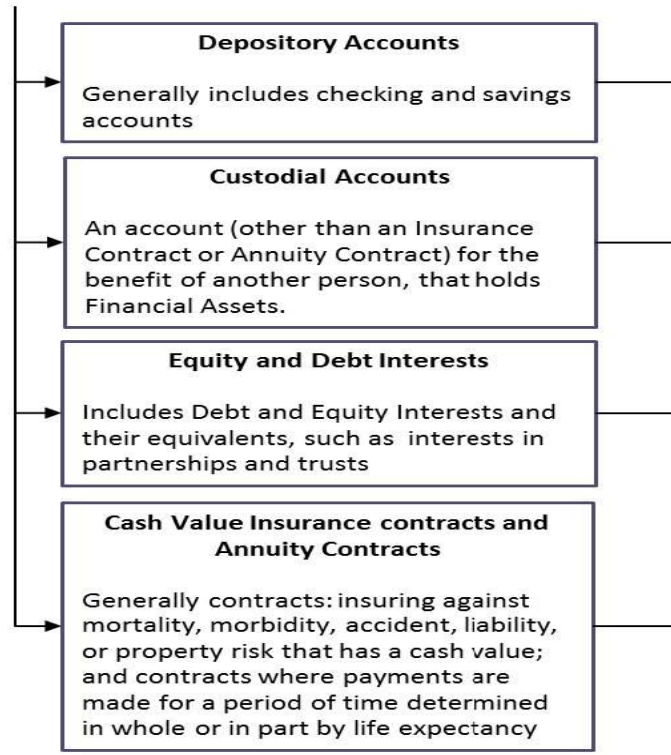 Depository Accounts
Generally includes checking and savings
accounts
Custodial Accounts
An account (other than an Insurance
Contract or Annuity Contract) for the
benefit of another person, that holds
Financial Assets.
Equity and Debt Interests
Includes Debt and Equity Interests and
their equivalents, such as interests in
partnerships and trusts
Cash Value Insurance contracts and
Annuity Contracts
Generally contracts: insuring against
mortality, morbidity, accident, liability,
or property risk that has a cash value;
and contracts where payments are
made for a period of time determined
in whole or in part by life expectancy